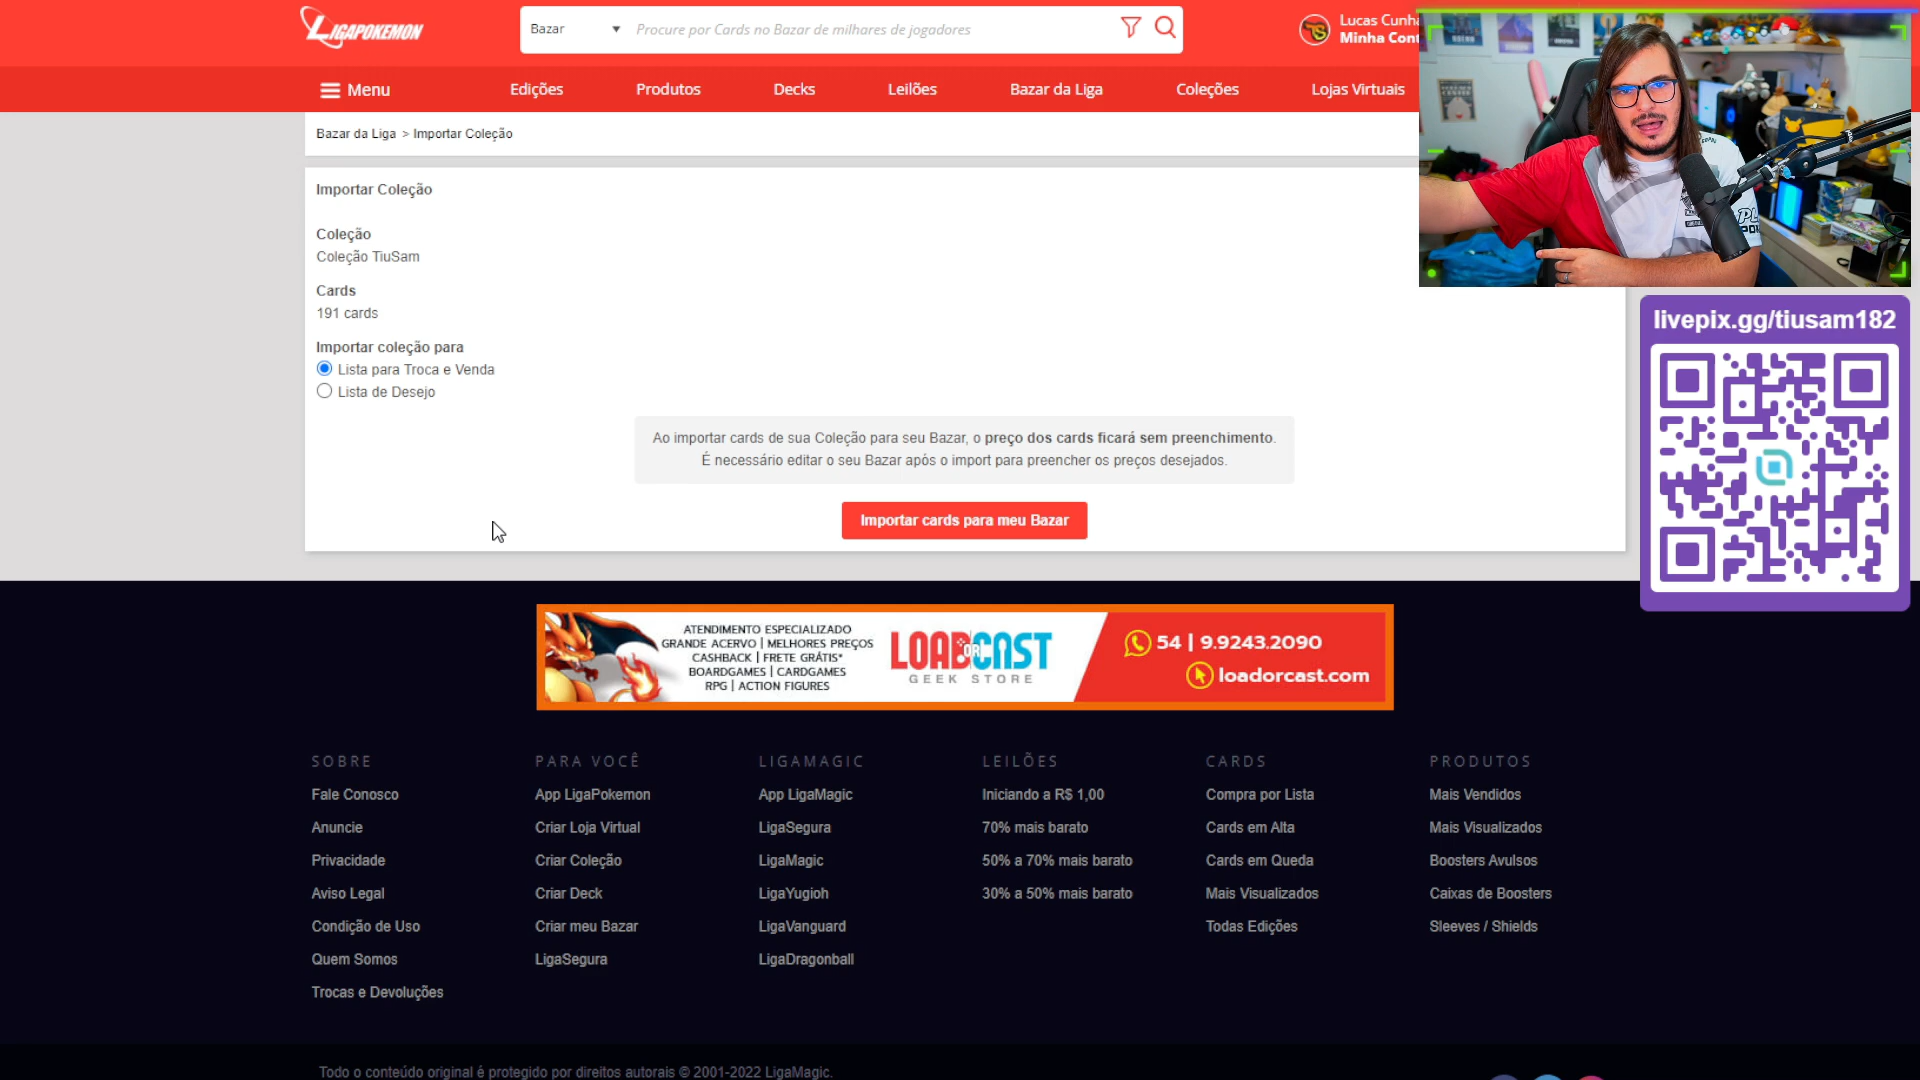 LIGAPOKEMON
Bazar
Procure por Cards no Bazar de milhares de jogadores
Lucas Cunha
Minha Cont
Menu
Edições
Produtos
Decks
Leilões
Bazar da Liga
Coleções
Lojas Virtuais
Bazar da Liga > Importar Coleção
Importar Coleção
Coleção
Coleção TiuSam
Cards
191 cards
Importar coleção para
Lista para Troca e Venda
Lista de Desejo
Ao importar cards de sua Coleção para seu Bazar, o preço dos cards ficará sem preenchimento.
É necessário editar o seu Bazar após o import para preencher os preços desejados.
Importar cards para meu Bazar
livepix.gg/tiusam182
ATENDIMENTO ESPECIALIZADO
GRANDE ACERVO | MELHORES PREÇOS
CASHBACK | FRETE GRÁTIS*
BOARDGAMES | CARDGAMES
RPG | ACTION FIGURES
LOAD OR CAST
GEEK STORE
54 | 9.9243.2090
loadorcast.com
SOBRE
Fale Conosco
Anuncie
Privacidade
Aviso Legal
Condição de Uso
Quem Somos
Trocas e Devoluções
PARA VOCÊ
App LigaPokemon
Criar Loja Virtual
Criar Coleção
Criar Deck
Criar meu Bazar
LigaSegura
LIGAMAGIC
App LigaMagic
LigaSegura
LigaMagic
LigaYugioh
LigaVanguard
LigaDragonball
LEILÕES
Iniciando a R$ 1,00
70% mais barato
50% a 70% mais barato
30% a 50% mais barato
CARDS
Compra por Lista
Cards em Alta
Cards em Queda
Mais Visualizados
Todas Edições
PRODUTOS
Mais Vendidos
Mais Visualizados
Boosters Avulsos
Caixas de Boosters
Sleeves / Shields
Todo o conteúdo original é protegido por direitos autorais © 2001-2022 LigaMagic.